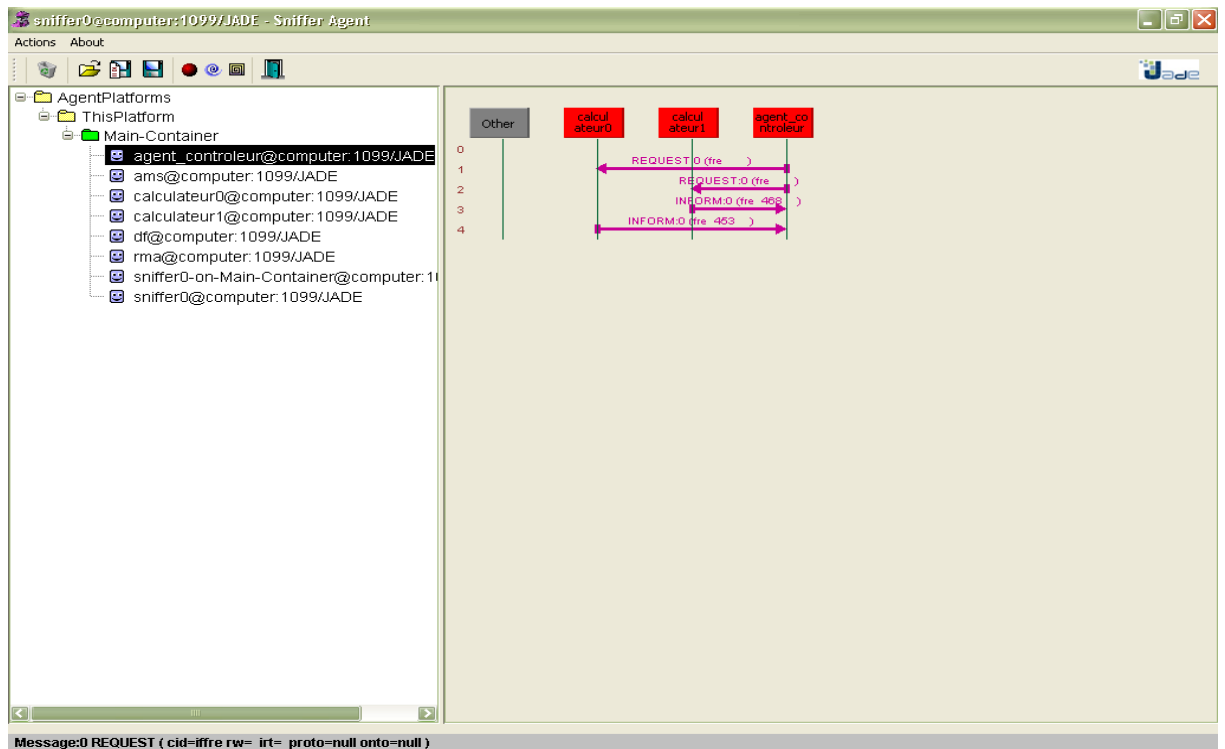 sniffer0@computer:1099/JADE - Sniffer Agent
Actions About
Jade
AgentPlatforms
ThisPlatform
Main-Container
agent_controleur@computer:1099/JADE
ams@computer:1099/JADE
calculateur0@computer:1099/JADE
calculateur1@computer:1099/JADE
df@computer:1099/JADE
rma@computer:1099/JADE
sniffer0-on-Main-Container@computer:1
sniffer0@computer:1099/JADE
Other
calcul
ateur0
calcul
ateur1
agent_co
ntroleur
0
REQUEST:0 (fre )
1
REQUEST:0 (fre )
2
INFORM:0 (fre 468 )
3
INFORM:0 (fre 453 )
4
Message:0 REQUEST ( cid=iffre rw= irt= proto=null onto=null )